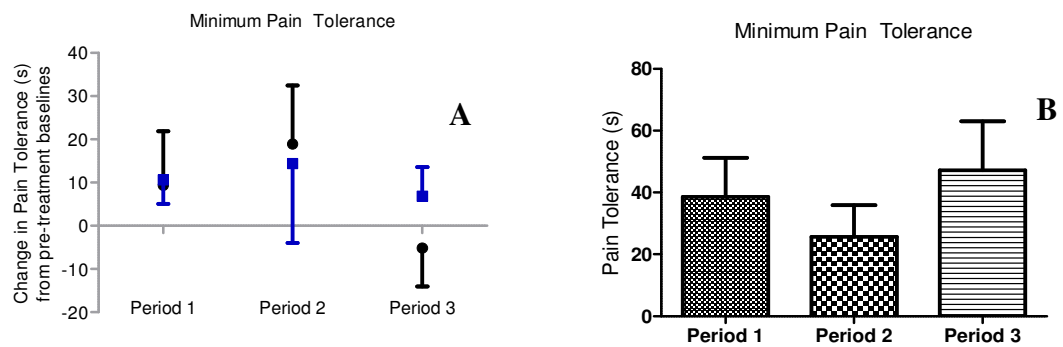 Minimum Pain Tolerance
Change in Pain Tolerance (s)
from pre-treatment baselines
40
30
20
10
0
-10
-20
Period 1 Period 2 Period 3
A
Minimum Pain Tolerance
Pain Tolerance (s)
80
60
40
20
0
Period 1 Period 2 Period 3
B